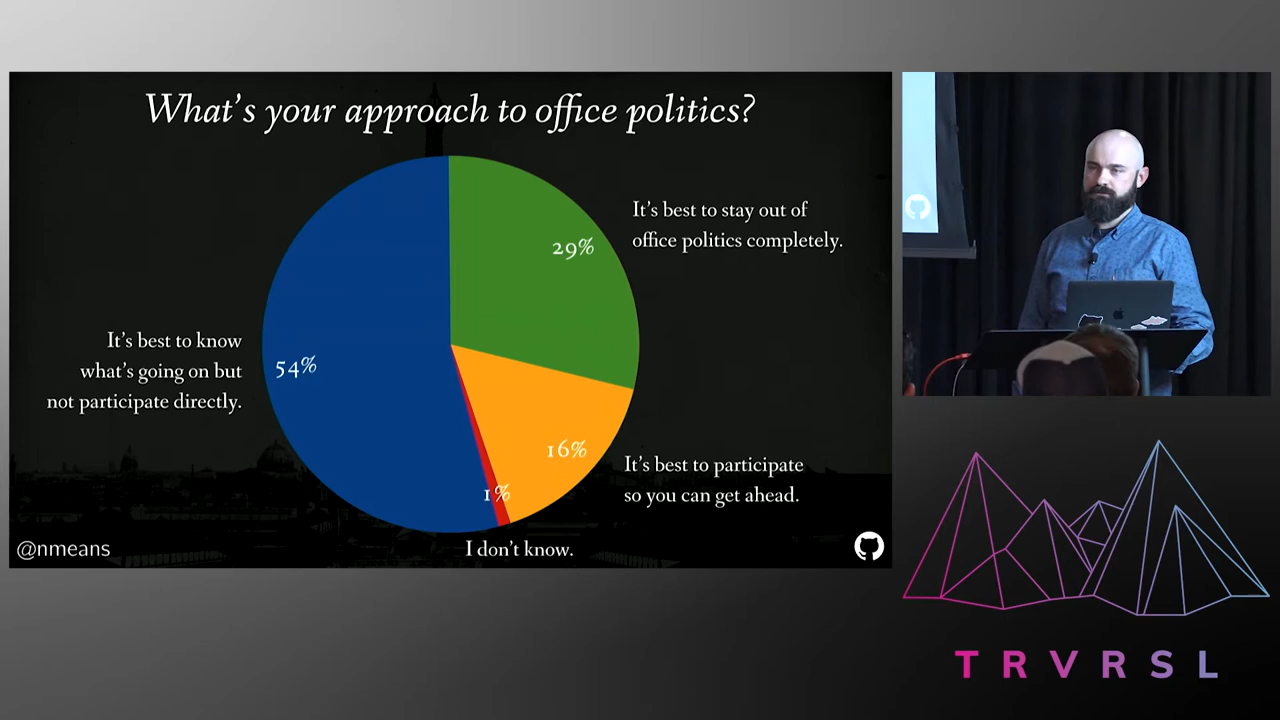 What's your approach to office politics?
It's best to stay out of
office politics completely.
29%
It's best to know
what's going on but
not participate directly.
54%
16%
It's best to participate
so you can get ahead.
1%
I don't know.
@nmeans
TRVRSL